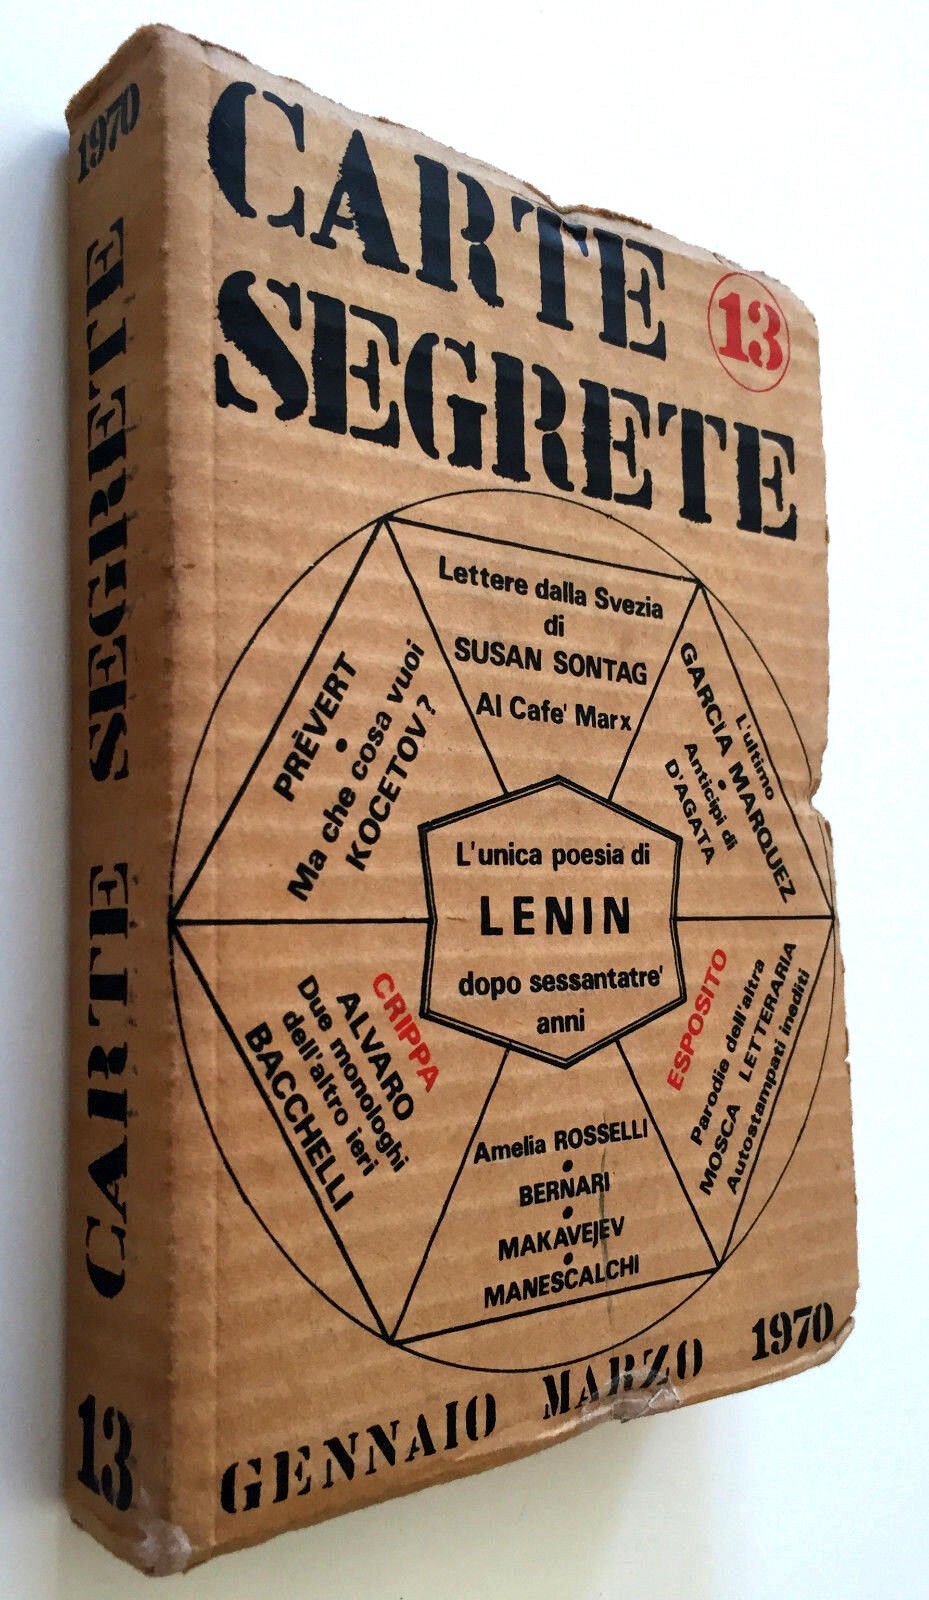 1970
CARTE SEGRETE
13
CARTE
SEGRETE
13
Lettere dalla Svezia
di
SUSAN SONTAG
Al Cafe' Marx
PRÈVERT
•
Ma che cosa vuoi
KOCETOV?
L'ultimo
GARCIA MARQUEZ
•
Anticipi di
D'AGATA
L'unica poesia di
LENIN
dopo sessantatre'
anni
CRIPPA
ALVARO
Due monologhi
dell'altro ieri
BACCHELLI
ESPOSITO
Parodie dell'altra
MOSCA LETTERARIA
Autostampati inediti
Amelia ROSSELLI
•
BERNARI
•
MAKAVEJEV
•
MANESCALCHI
GENNAIO MARZO 1970